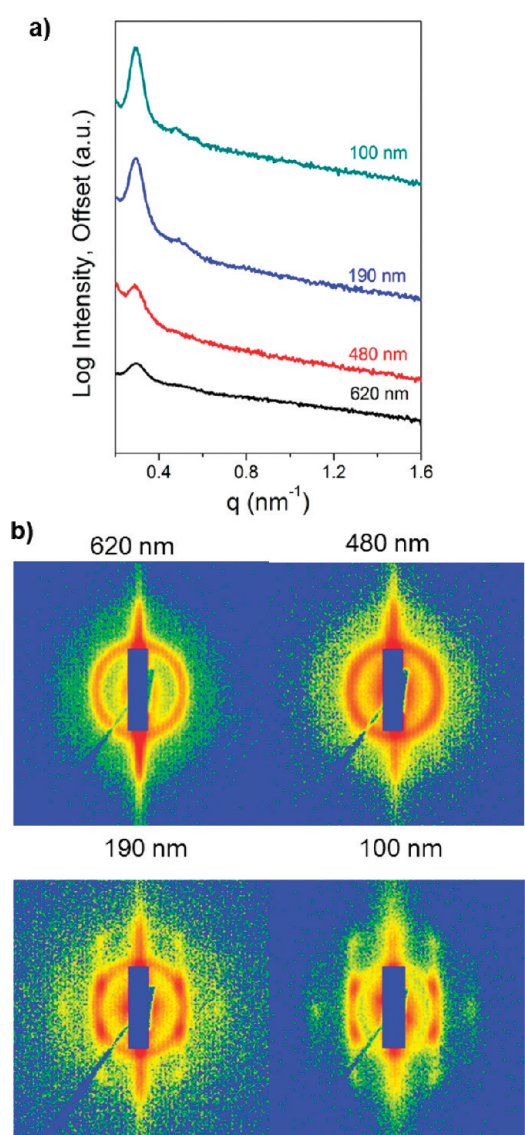 a)
Log Intensity, Offset (a.u.)
100 nm
190 nm
480 nm
620 nm
0.4 0.8 1.2 1.6
q (nm⁻¹)
b)
620 nm 480 nm
190 nm 100 nm